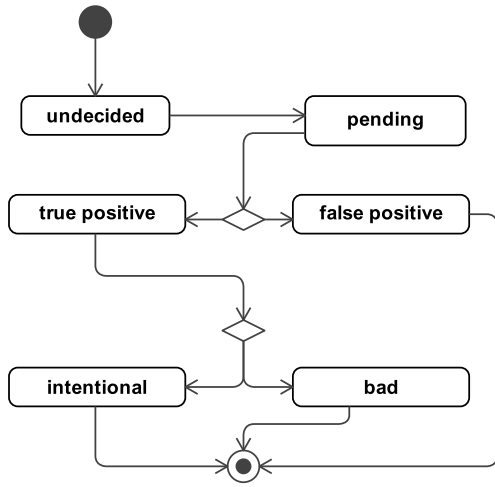 undecided
pending
true positive
false positive
intentional
bad